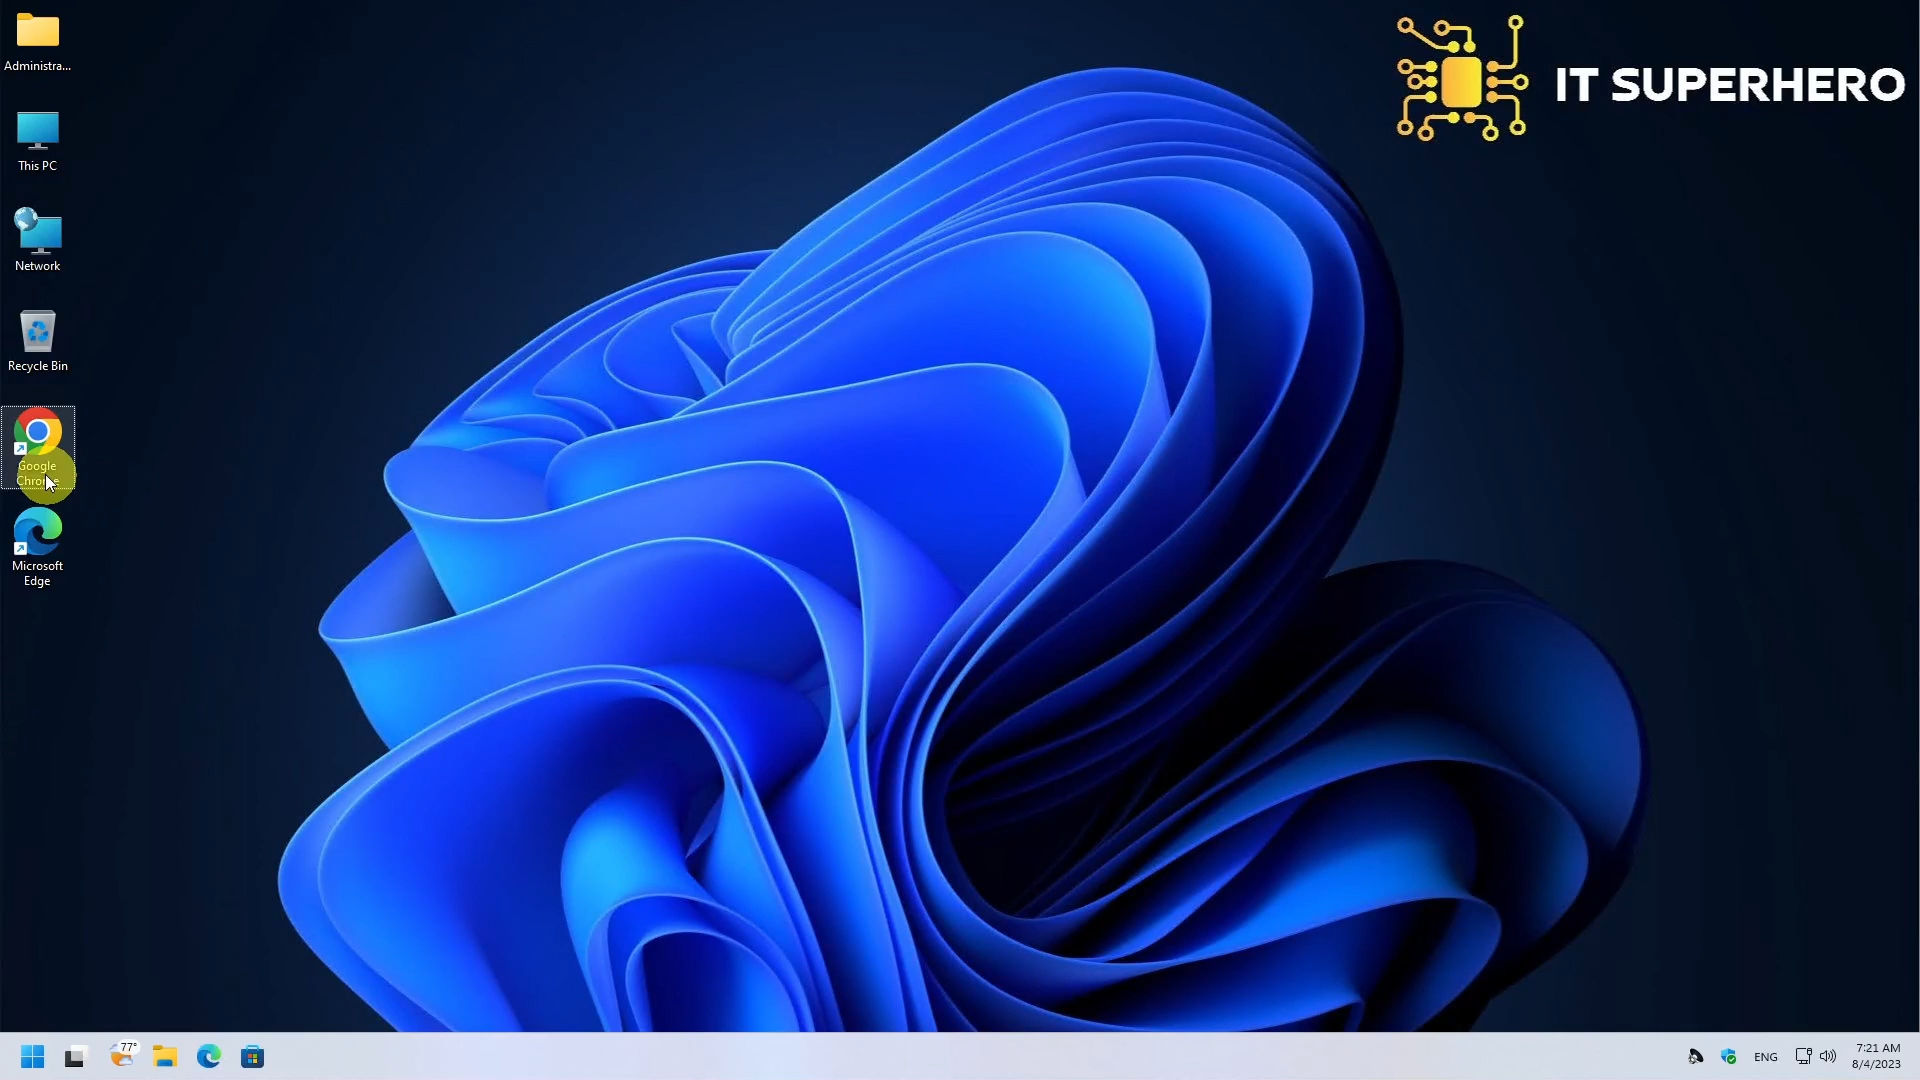 Administra...
This PC
Network
Recycle Bin
Google
Chrome
Microsoft
Edge
IT SUPERHERO
77°
ENG
7:21 AM
8/4/2023